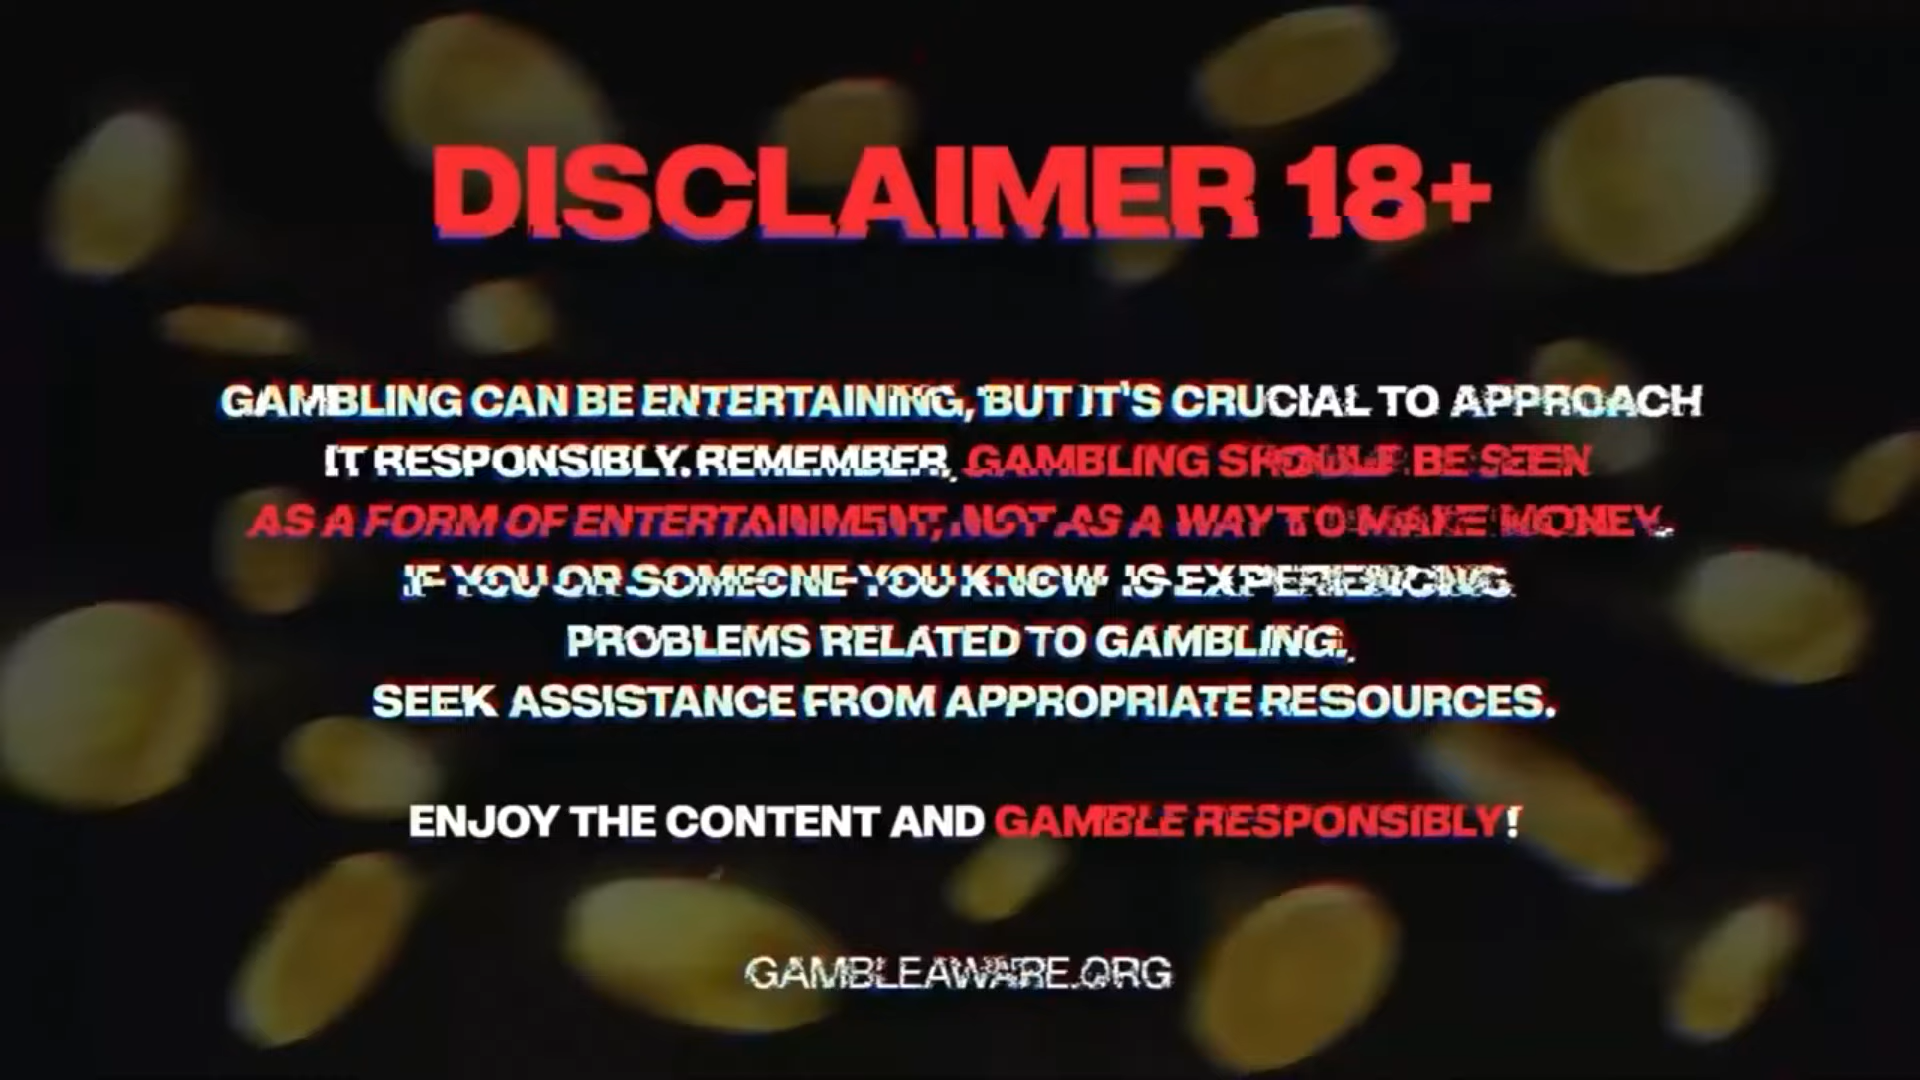 DISCLAIMER 18+
GAMBLING CAN BE ENTERTAINING, BUT IT'S CRUCIAL TO APPROACH
IT RESPONSIBLY. REMEMBER, GAMBLING SHOULD BE SEEN
AS A FORM OF ENTERTAINMENT, NOT AS A WAY TO MAKE MONEY.
IF YOU OR SOMEONE YOU KNOW IS EXPERIENCING
PROBLEMS RELATED TO GAMBLING,
SEEK ASSISTANCE FROM APPROPRIATE RESOURCES.
ENJOY THE CONTENT AND GAMBLE RESPONSIBLY!
GAMBLEAWARE.ORG